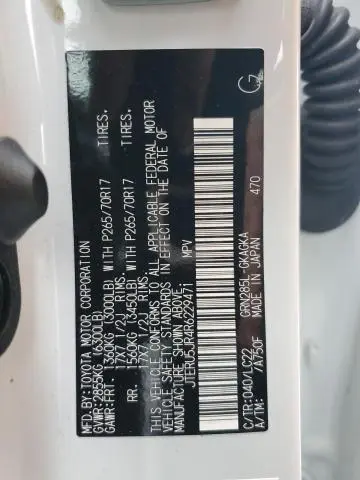 MFD.BY:TOYOTA MOTOR CORPORATION
GVWR:2855KG (6300LB)
GAWR:FRT. 1360KG (3000LB) WITH P265/70R17 TIRES.
17X7 1/2J RIMS.
RR. 1560KG (3450LB) WITH P265/70R17 TIRES.
17X7 1/2J RIMS.
THIS VEHICLE CONFORMS TO ALL APPLICABLE FEDERAL MOTOR
VEHICLE SAFETY STANDARDS IN EFFECT ON THE DATE OF
MANUFACTURE SHOWN ABOVE.
JTERU5JR4R6229471 MPV
C/TR:040/LC22 GRN285L-GKAGKA 470
A/TM: /A750F MADE IN JAPAN
G